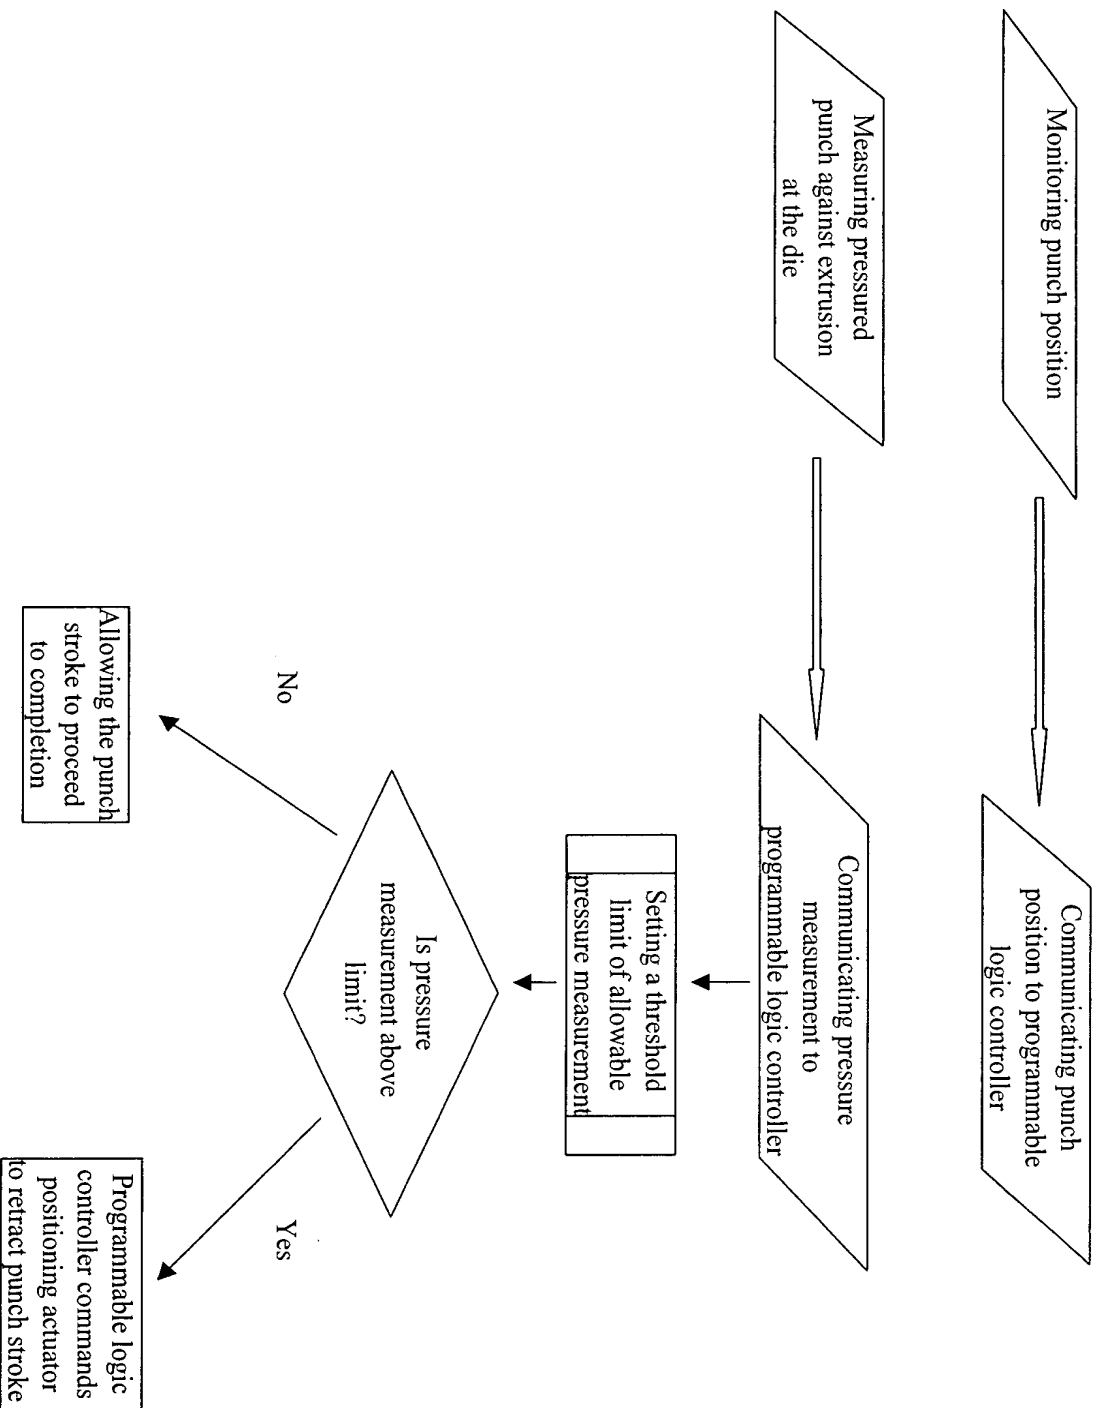 Monitoring punch position
Communicating punch
position to programmable
logic controller
Measuring pressured
punch against extrusion
at the die
Communicating pressure
measurement to
programmable logic controller
Setting a threshold
limit of allowable
pressure measurement
Is pressure
measurement above
limit?
No
Yes
Allowing the punch
stroke to proceed
to completion
Programmable logic
controller commands
positioning actuator
to retract punch stroke